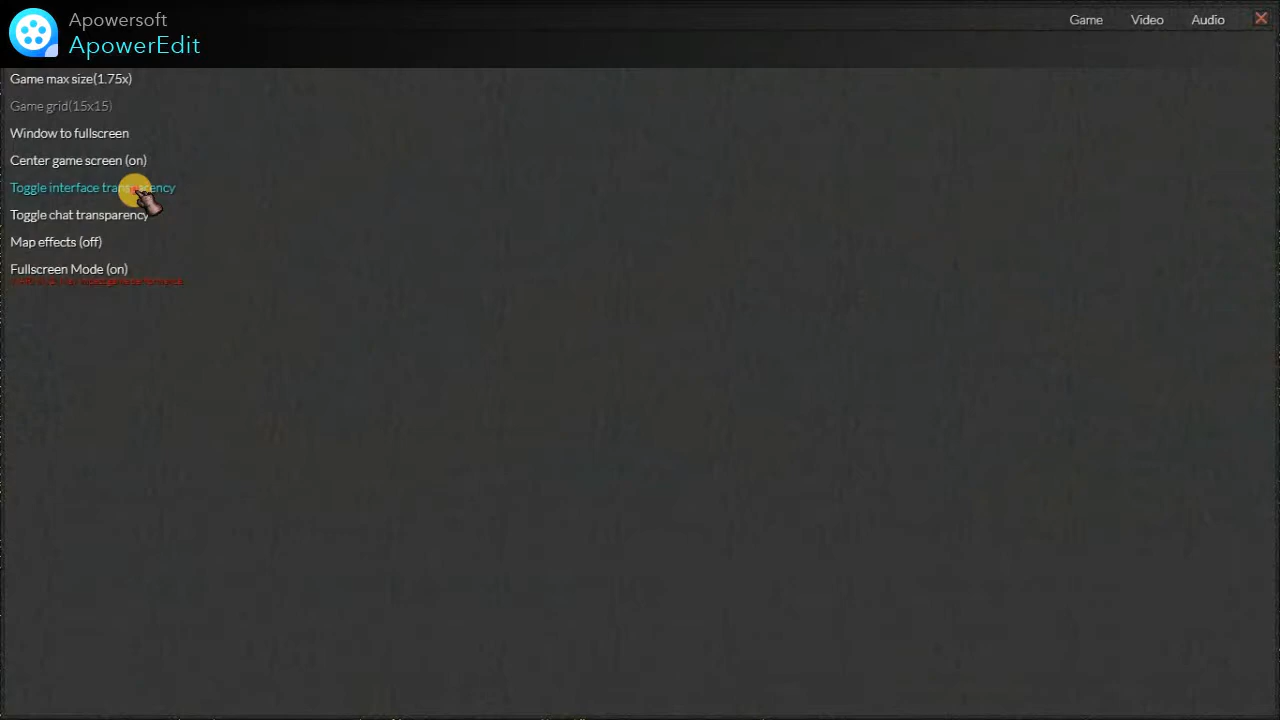 Apowersoft
ApowerEdit
Game Video Audio
Game max size(1.75x)
Game grid(15x15)
Window to fullscreen
Center game screen (on)
Toggle interface transparency
Toggle chat transparency
Map effects (off)
Fullscreen Mode (on)